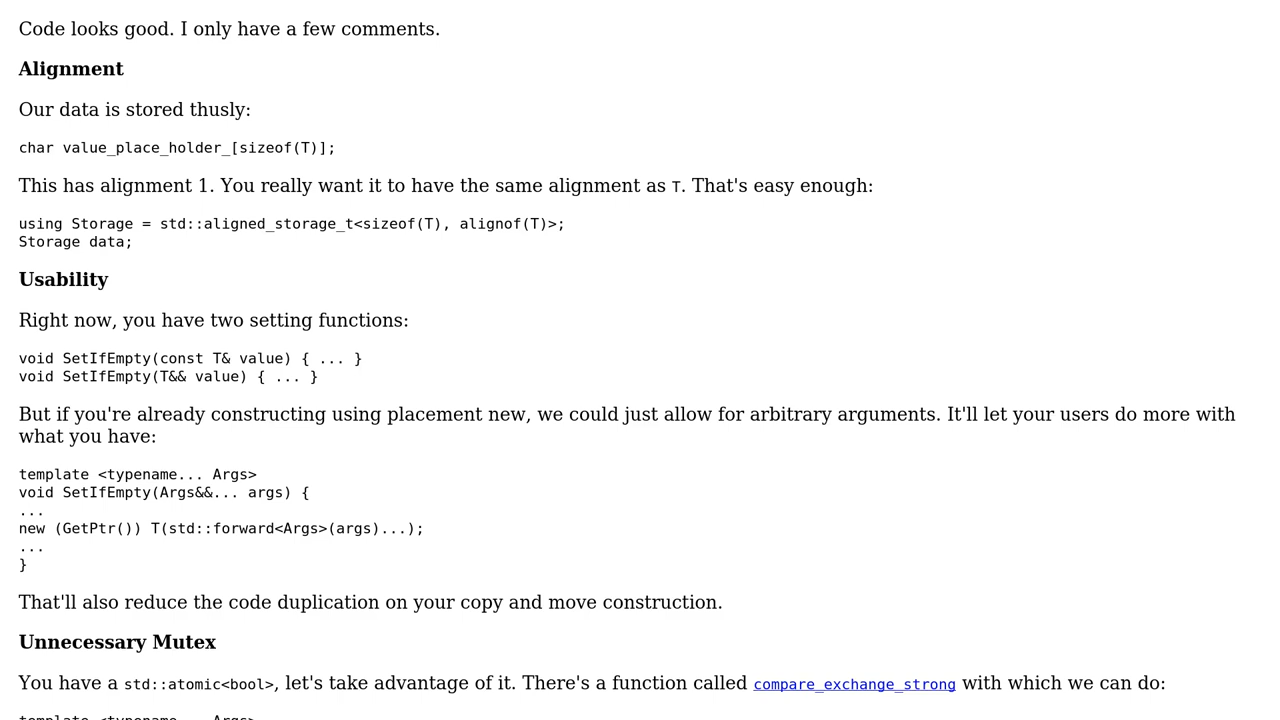 Code looks good. I only have a few comments.
Alignment
Our data is stored thusly:
char value_place_holder_[sizeof(T)];
This has alignment 1. You really want it to have the same alignment as T. That's easy enough:
using Storage = std::aligned_storage_t<sizeof(T), alignof(T)>;
Storage data;
Usability
Right now, you have two setting functions:
void SetIfEmpty(const T& value) { ... }
void SetIfEmpty(T&& value) { ... }
But if you're already constructing using placement new, we could just allow for arbitrary arguments. It'll let your users do more with
what you have:
template <typename... Args>
void SetIfEmpty(Args&&... args) {
...
new (GetPtr()) T(std::forward<Args>(args)...);
...
}
That'll also reduce the code duplication on your copy and move construction.
Unnecessary Mutex
You have a std::atomic<bool>, let's take advantage of it. There's a function called compare_exchange_strong with which we can do:
template <typename... Args>